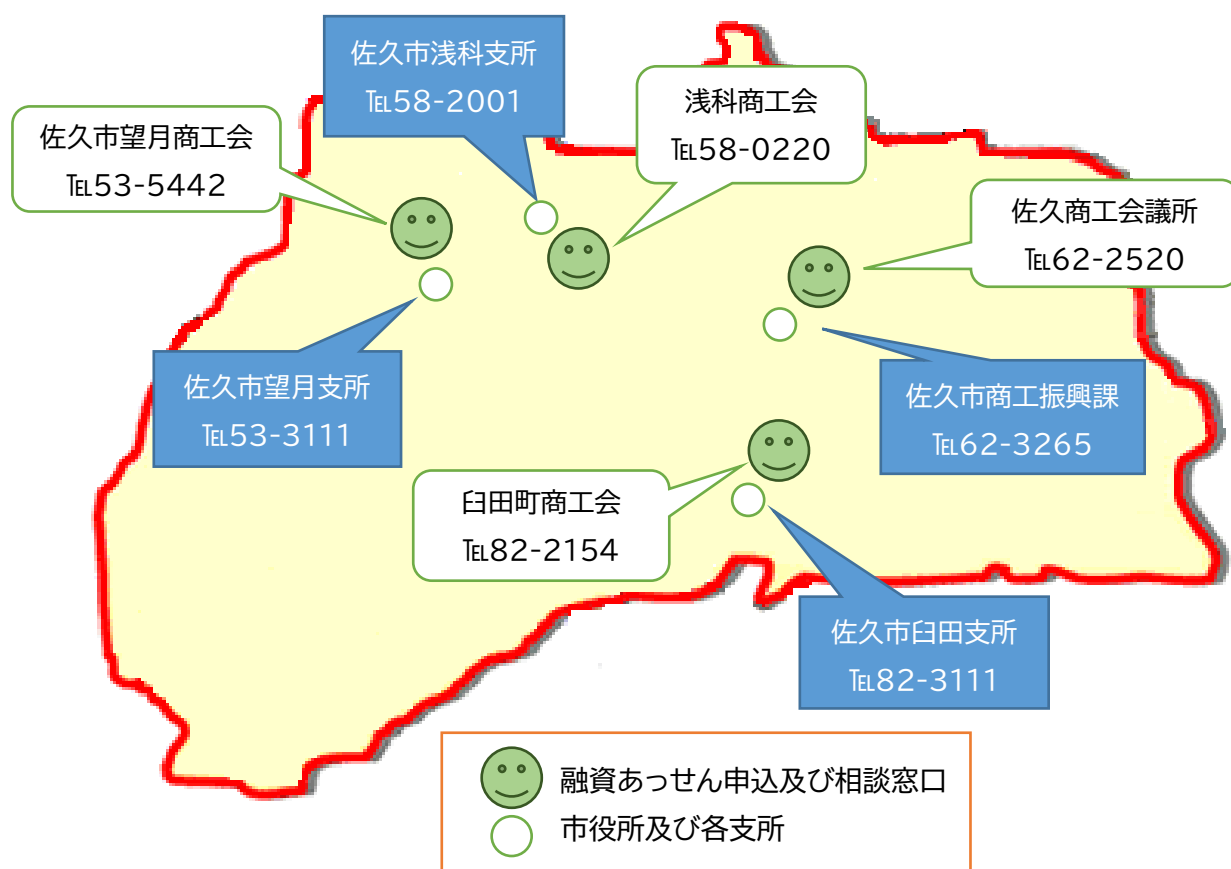 佐久市浅科支所
℡58-2001
浅科商工会
℡58-0220
佐久市望月商工会
℡53-5442
佐久商工会議所
℡62-2520
佐久市望月支所
℡53-3111
佐久市商工振興課
℡62-3265
臼田町商工会
℡82-2154
佐久市臼田支所
℡82-3111
融資あっせん申込及び相談窓口
市役所及び各支所